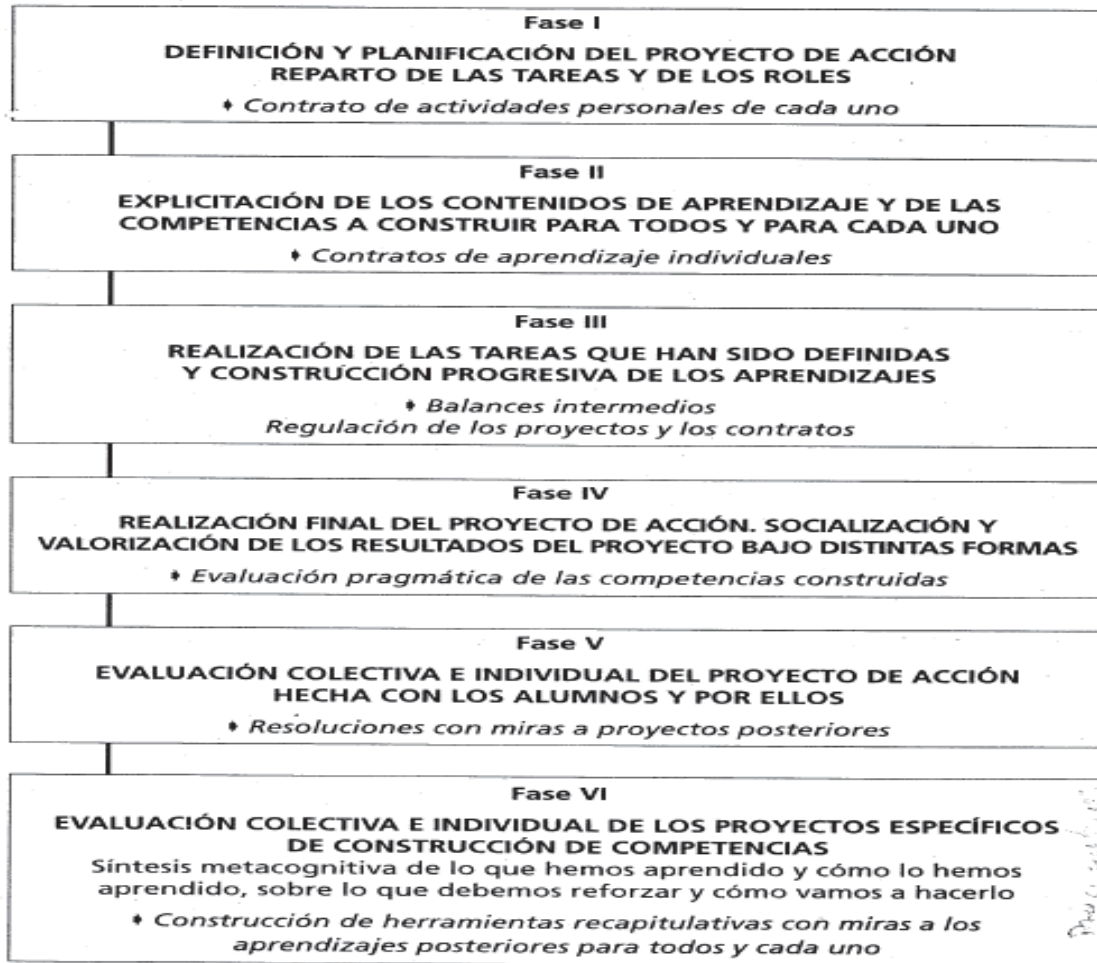 Fase I
DEFINICIÓN Y PLANIFICACIÓN DEL PROYECTO DE ACCIÓN
REPARTO DE LAS TAREAS Y DE LOS ROLES
♦ Contrato de actividades personales de cada uno
Fase II
EXPLICITACIÓN DE LOS CONTENIDOS DE APRENDIZAJE Y DE LAS
COMPETENCIAS A CONSTRUIR PARA TODOS Y PARA CADA UNO
♦ Contratos de aprendizaje individuales
Fase III
REALIZACIÓN DE LAS TAREAS QUE HAN SIDO DEFINIDAS
Y CONSTRUCCIÓN PROGRESIVA DE LOS APRENDIZAJES
♦ Balances intermedios
Regulación de los proyectos y los contratos
Fase IV
REALIZACIÓN FINAL DEL PROYECTO DE ACCIÓN. SOCIALIZACIÓN Y
VALORIZACIÓN DE LOS RESULTADOS DEL PROYECTO BAJO DISTINTAS FORMAS
♦ Evaluación pragmática de las competencias construidas
Fase V
EVALUACIÓN COLECTIVA E INDIVIDUAL DEL PROYECTO DE ACCIÓN
HECHA CON LOS ALUMNOS Y POR ELLOS
♦ Resoluciones con miras a proyectos posteriores
Fase VI
EVALUACIÓN COLECTIVA E INDIVIDUAL DE LOS PROYECTOS ESPECÍFICOS
DE CONSTRUCCIÓN DE COMPETENCIAS
Síntesis metacognitiva de lo que hemos aprendido y cómo lo hemos
aprendido, sobre lo que debemos reforzar y cómo vamos a hacerlo
♦ Construcción de herramientas recapitulativas con miras a los
aprendizajes posteriores para todos y cada uno